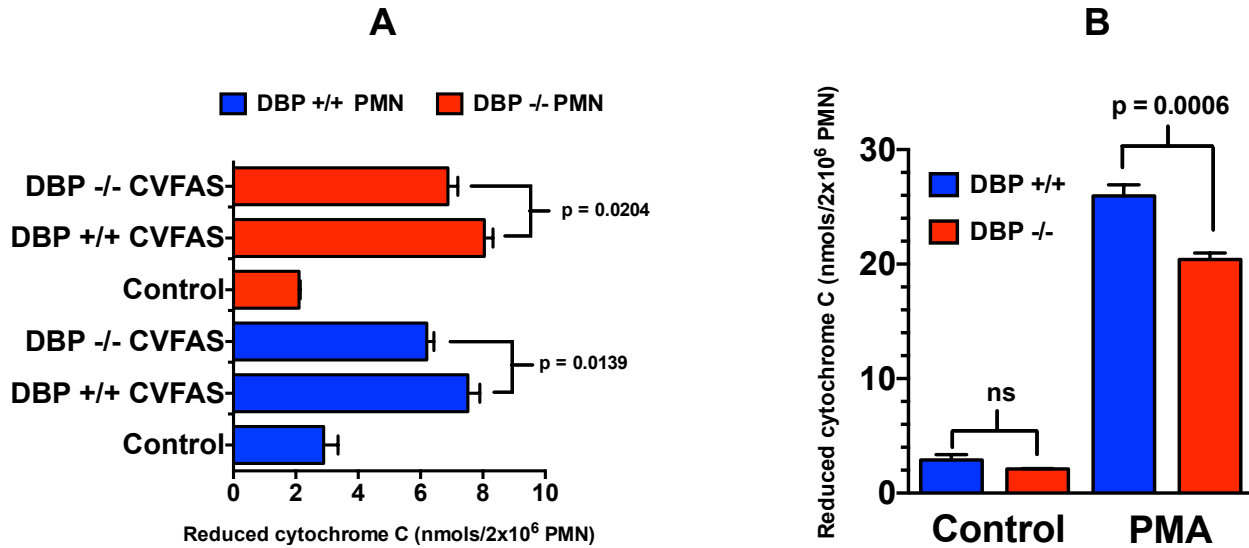 A
DBP +/+ PMN
DBP -/- PMN
DBP -/- CVFAS
DBP +/+ CVFAS
Control
DBP -/- CVFAS
DBP +/+ CVFAS
Control
p = 0.0204
p = 0.0139
0 2 4 6 8 10
Reduced cytochrome C (nmols/2x10⁶ PMN)
B
Reduced cytochrome C (nmols/2x10⁶ PMN)
p = 0.0006
30
20
10
0
DBP +/+
DBP -/-
ns
Control PMA